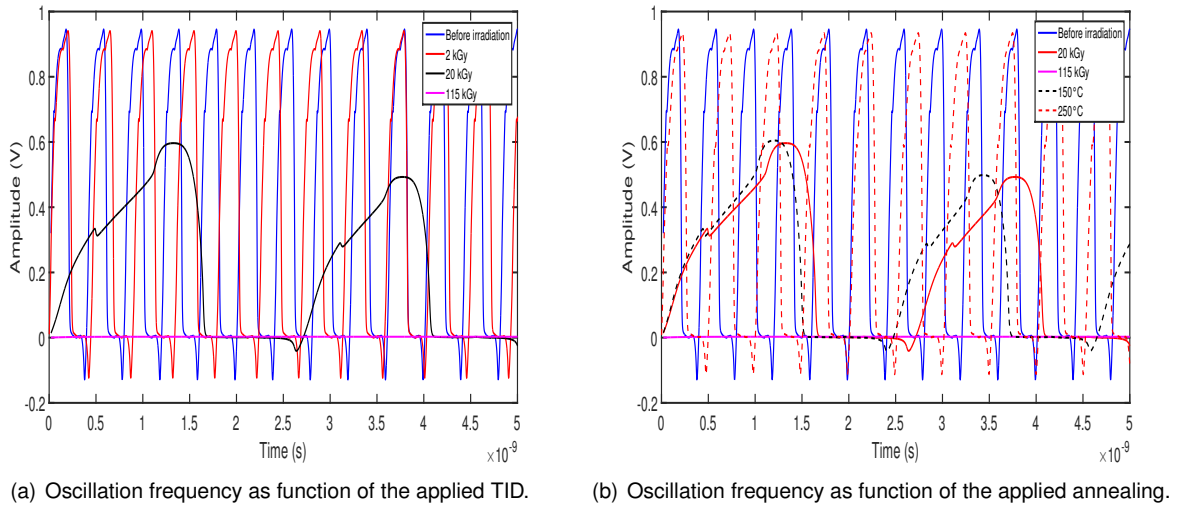 1
0.8
0.6
0.4
0.2
0
-0.2
Amplitude (V)
0 0.5 1 1.5 2 2.5 3 3.5 4 4.5 5
Time (s)
×10-9
Before irradiation
2 kGy
20 kGy
115 kGy
(a) Oscillation frequency as function of the applied TID.
1
0.8
0.6
0.4
0.2
0
-0.2
Amplitude (V)
0 0.5 1 1.5 2 2.5 3 3.5 4 4.5 5
Time (s)
×10-9
Before irradiation
20 kGy
115 kGy
150°C
250°C
(b) Oscillation frequency as function of the applied annealing.